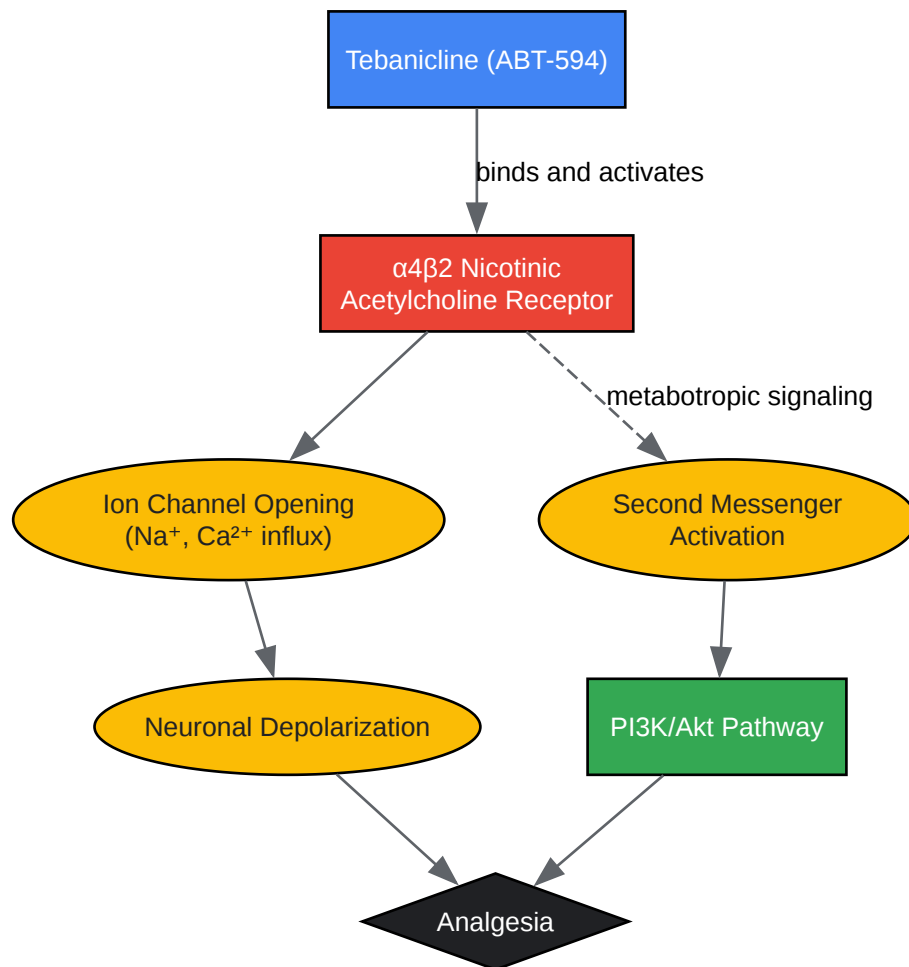 Tebanicline (ABT-594)
binds and activates
α4β2 Nicotinic
Acetylcholine Receptor
metabotropic signaling
Ion Channel Opening
(Na⁺, Ca²⁺ influx)
Second Messenger
Activation
Neuronal Depolarization
PI3K/Akt Pathway
Analgesia